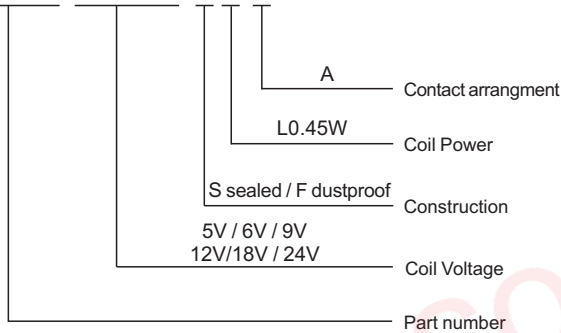 A
Contact arrangment
L0.45W
Coil Power
S sealed / F dustproof
Construction
5V / 6V / 9V
12V/18V / 24V
Coil Voltage
Part number